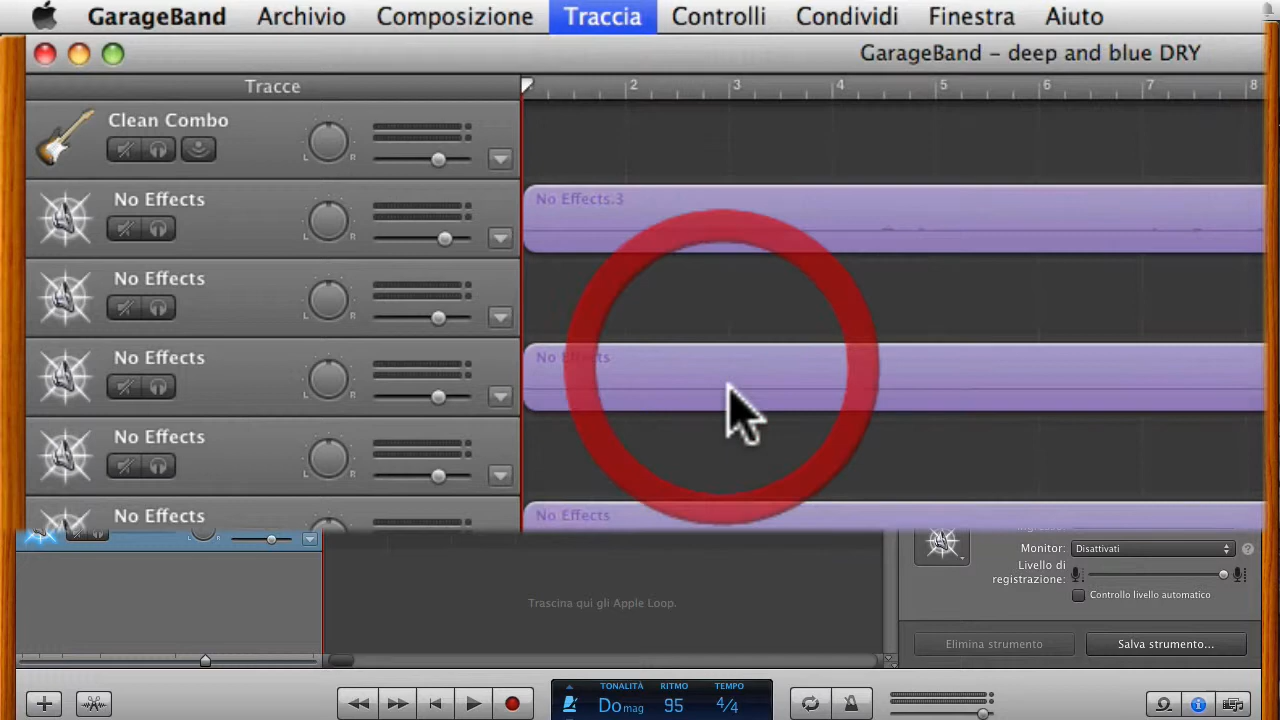 GarageBand Archivio Composizione Traccia Controlli Condividi Finestra Aiuto
GarageBand – deep and blue DRY
Tracce 2 3 4 5 6 7 8
Clean Combo
L R
No Effects
L R
No Effects.3
No Effects
L R
No Effects
L R
No Effects
No Effects
L R
No Effects
No Effects
L R
Monitor: Disattivati ?
Livello di
registrazione:
Controllo livello automatico
Trascina qui gli Apple Loop.
Elimina strumento Salva strumento...
TONALITÀ RITMO TEMPO
Do mag 95 4/4